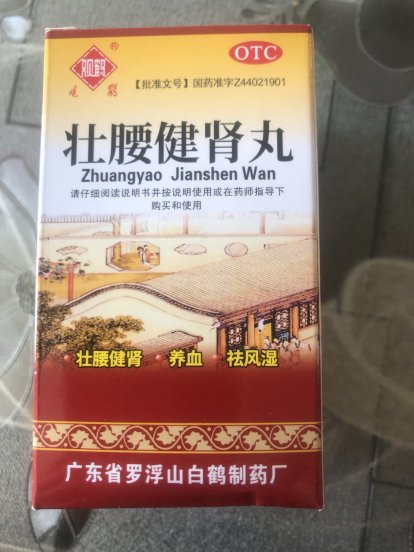 觇鹤
®
OTC
【批准文号】国药准字Z44021901
壮腰健肾丸
Zhuangyao Jianshen Wan
请仔细阅读说明书并按说明使用或在药师指导下
购买和使用
·壮腰健肾 ·养血 ·祛风湿
广东省罗浮山白鹤制药厂